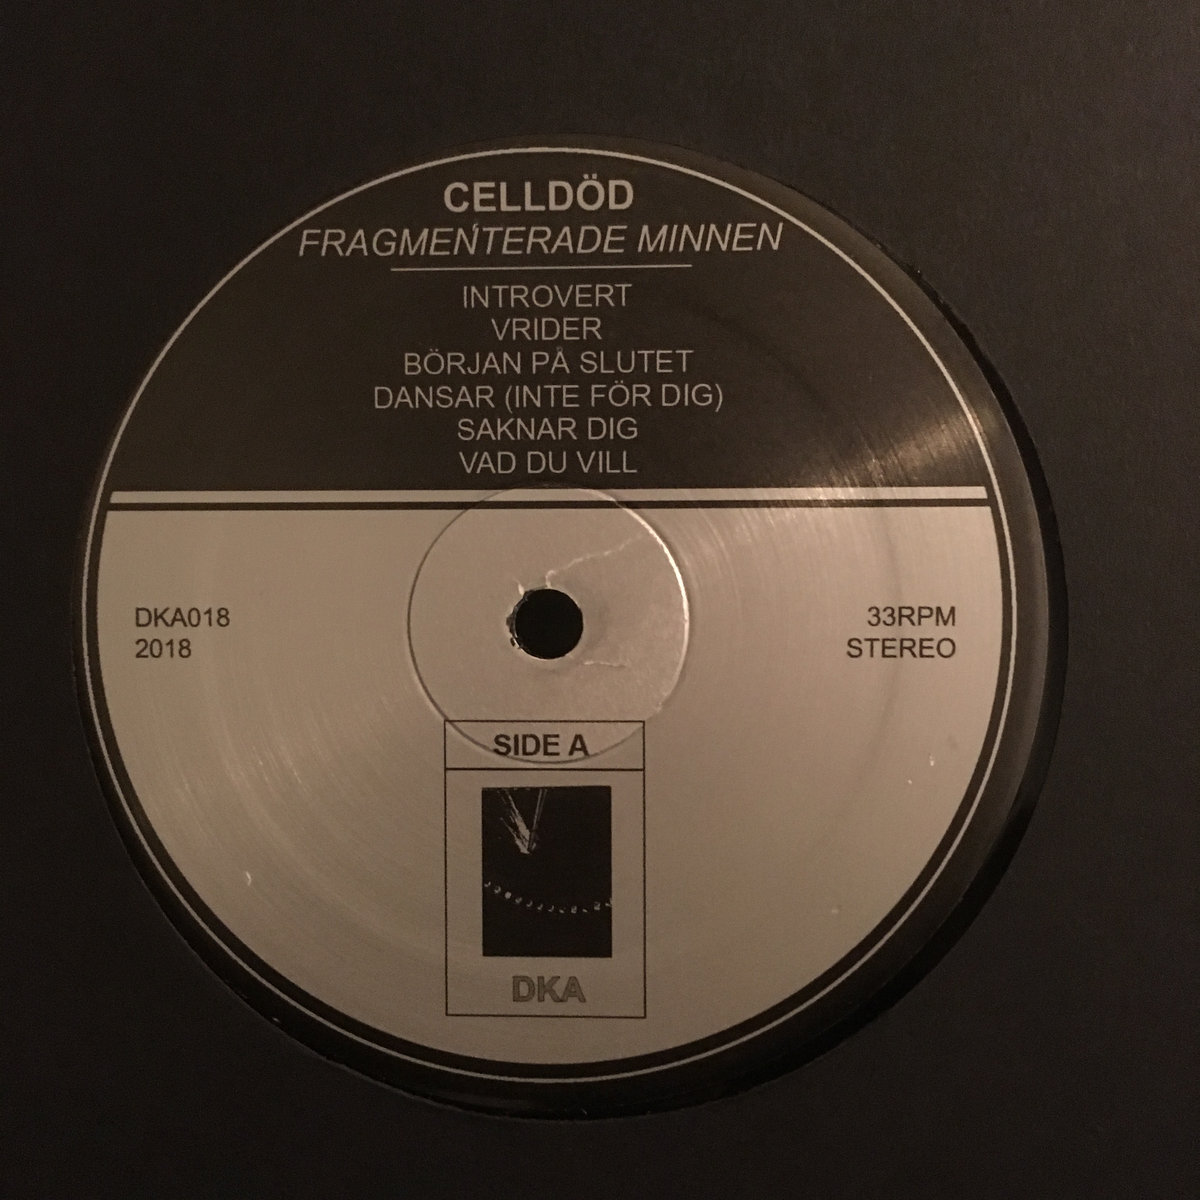 CELLDÖD
FRAGMENTERADE MINNEN
INTROVERT
VRIDER
BÖRJAN PÅ SLUTET
DANSAR (INTE FÖR DIG)
SAKNAR DIG
VAD DU VILL
DKA018
2018
33RPM
STEREO
SIDE A
DKA